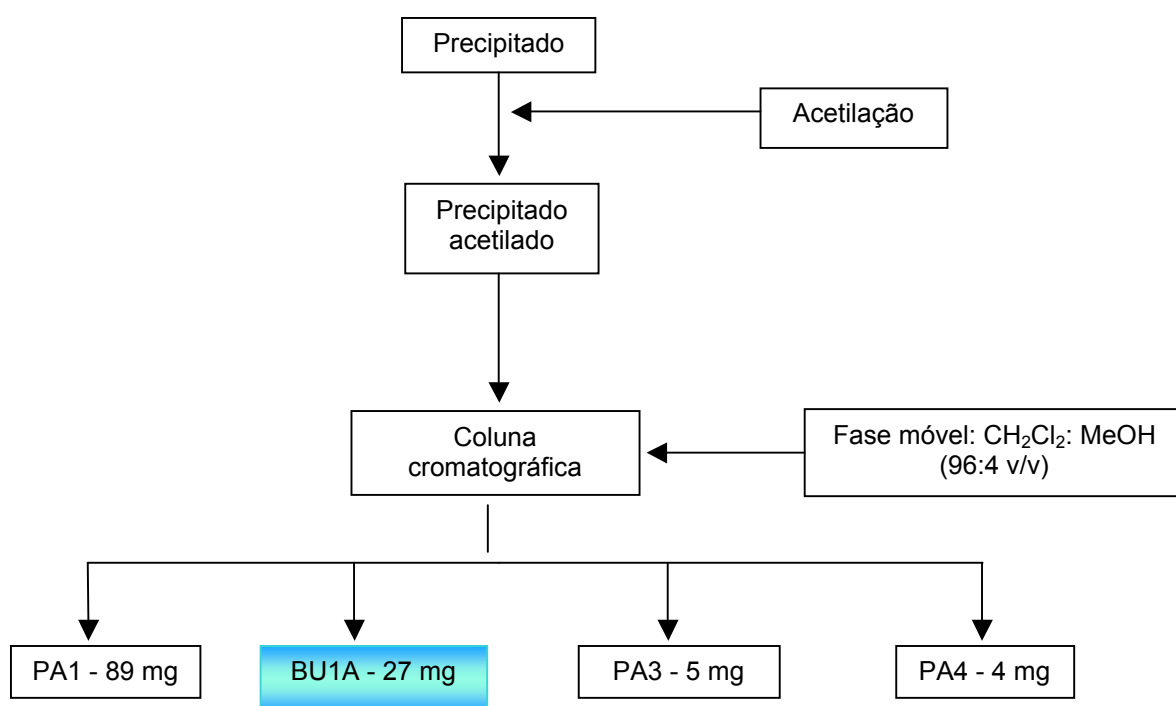 Precipitado
Acetilação
Precipitado
acetilado
Coluna
cromatográfica
Fase móvel: CH₂Cl₂: MeOH
(96:4 v/v)
PA1 - 89 mg
BU1A - 27 mg
PA3 - 5 mg
PA4 - 4 mg